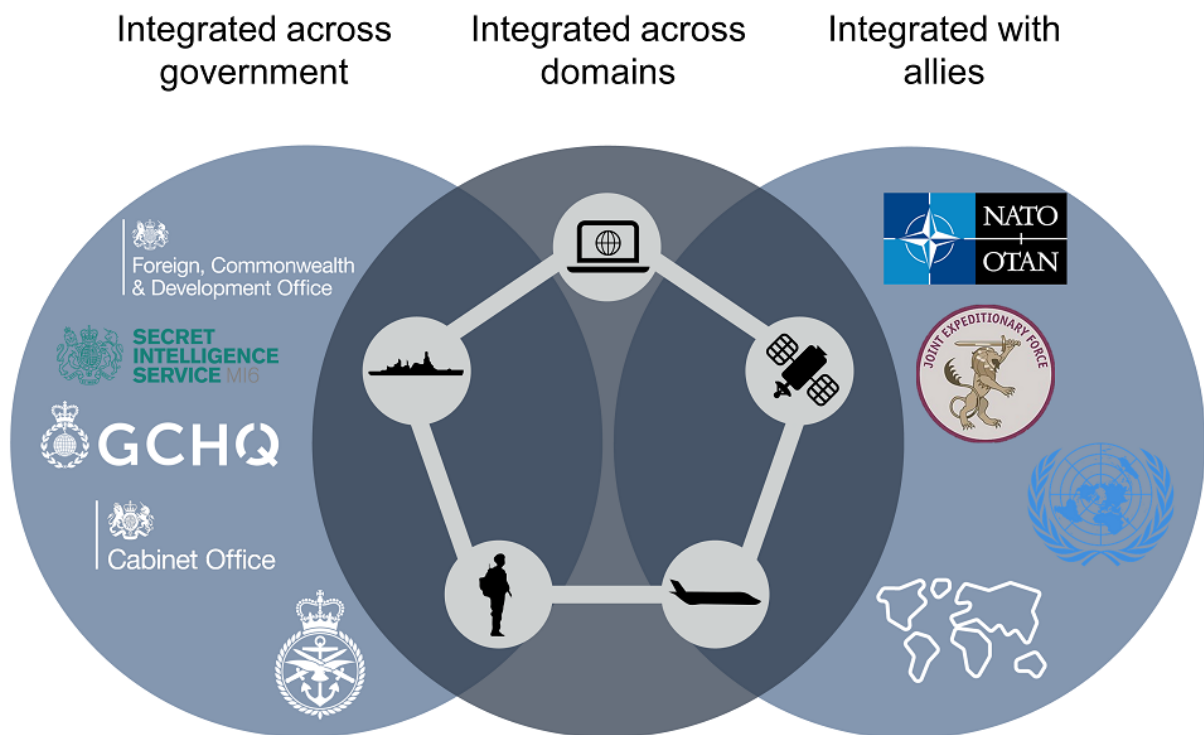 Integrated across
government
Integrated across
domains
Integrated with
allies
Foreign, Commonwealth
& Development Office
SECRET
INTELLIGENCE
SERVICE MI6
GCHQ
Cabinet Office
NATO
OTAN
JOINT EXPEDITIONARY FORCE